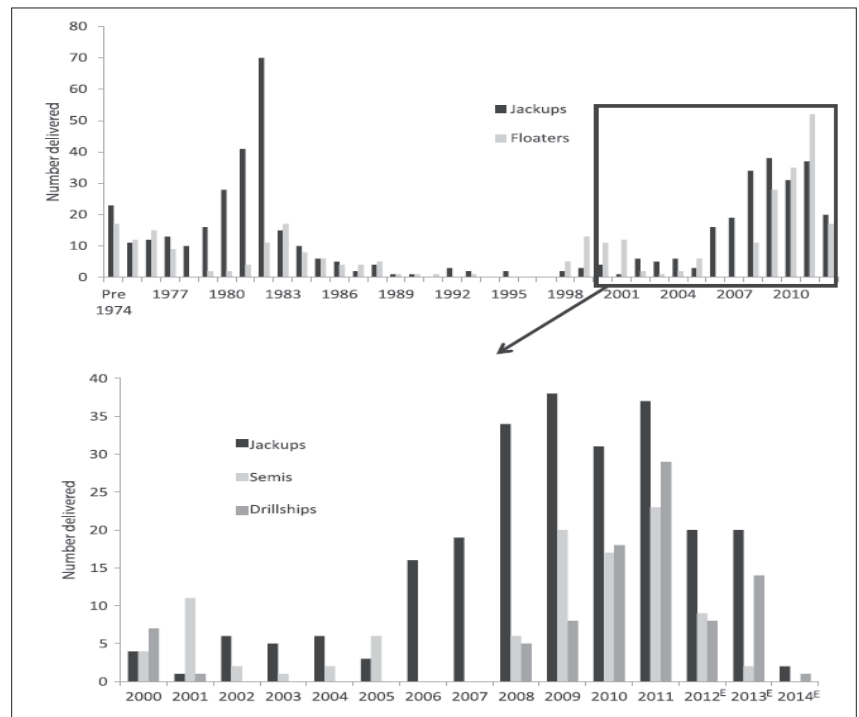 80
70
60
50
40
30
20
10
0
Number delivered
Jackups
Floaters
Pre 1974 1977 1980 1983 1986 1989 1992 1995 1998 2001 2004 2007 2010
40
35
30
25
20
15
10
5
0
Number delivered
Jackups
Semis
Drillships
2000 2001 2002 2003 2004 2005 2006 2007 2008 2009 2010 2011 2012ᴱ 2013ᴱ 2014ᴱ